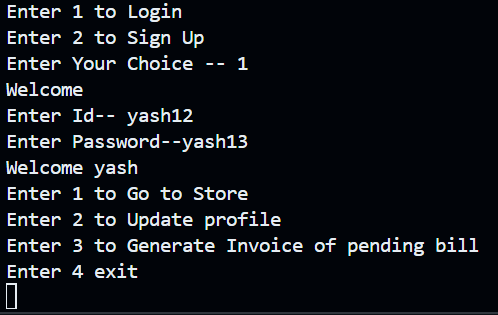 Enter 1 to Login
Enter 2 to Sign Up
Enter Your Choice -- 1
Welcome
Enter Id-- yash12
Enter Password--yash13
Welcome yash
Enter 1 to Go to Store
Enter 2 to Update profile
Enter 3 to Generate Invoice of pending bill
Enter 4 exit